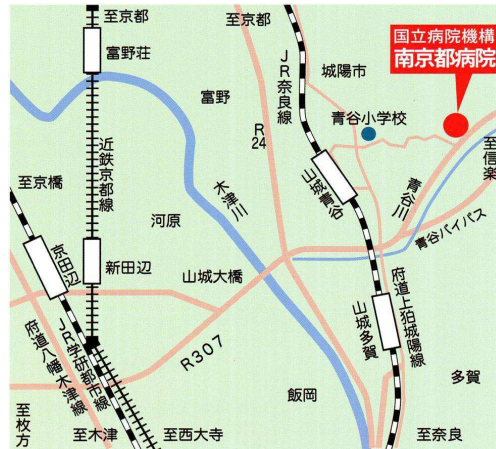 至京都
至京都
国立病院機構
南京都病院
富野荘
JR奈良線
城陽市
富野
青谷小学校
R24
近鉄京都線
至京橋
至信楽
木津川
山城青谷
青谷川
河原
青谷バイパス
京田辺
新田辺
山城大橋
府道上狛城陽線
山城多賀
府道八幡木津線
JR学研都市線
R307
多賀
飯岡
至枚方
至木津
至西大寺
至奈良